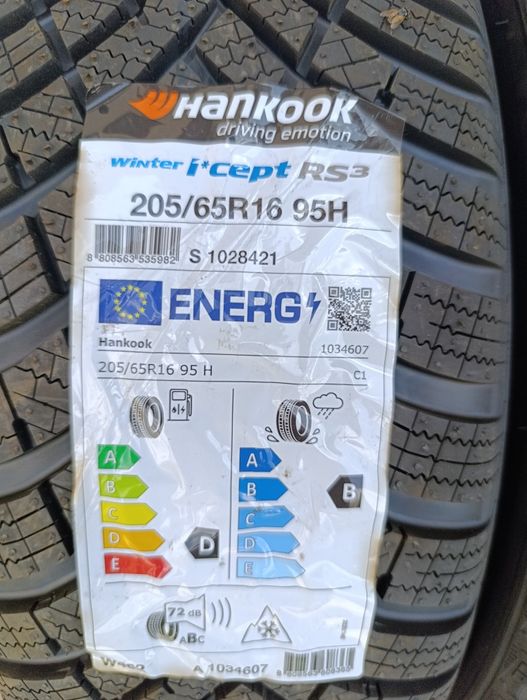 HANKOOK
driving emotion
Winter i*cept RS3
205/65R16 95H
8 808563 535982
S 1028421
ENERG
Hankook
1034607
205/65R16 95 H
C1
A
A
B
B
B
C
C
D
D
D
E
E
72 dB
ABC
W462
A 1034607